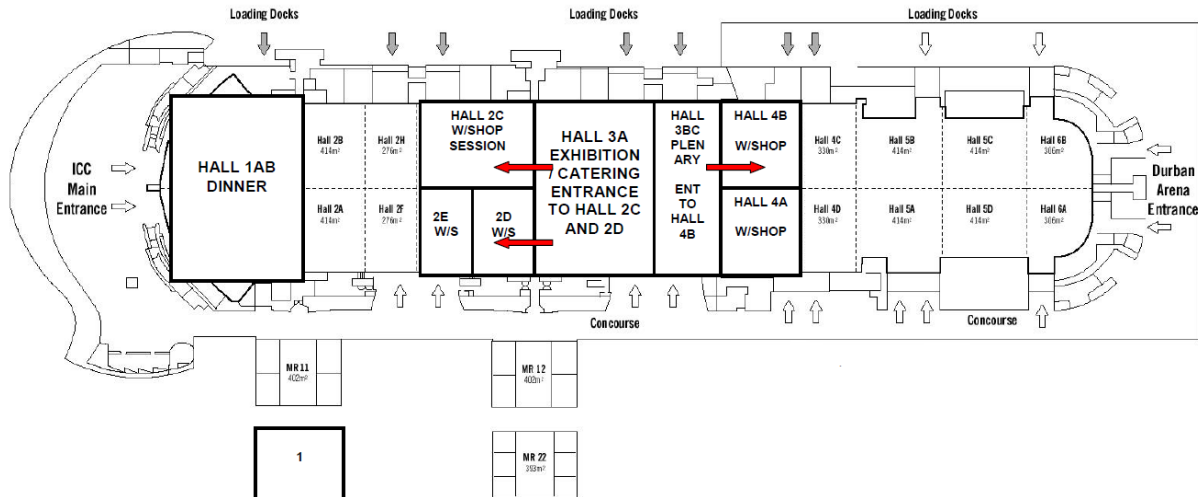 Loading Docks
Loading Docks
Loading Docks
HALL 1AB
DINNER
Hall 2B
414m²
Hall 2H
276m²
HALL 2C
W/SHOP
SESSION
HALL 3A
EXHIBITION
/ CATERING
ENTRANCE
TO HALL 2C
AND 2D
HALL
3BC
PLEN
ARY
ENT
TO
HALL
4B
HALL 4B
W/SHOP
Hall 4C
330m²
Hall 5B
414m²
Hall 5C
414m²
Hall 6B
366m²
ICC
Main
Entrance
Durban
Arena
Entrance
Hall 2A
414m²
Hall 2F
276m²
2E
W/S
2D
W/S
HALL 4A
W/SHOP
Hall 4D
330m²
Hall 5A
414m²
Hall 5D
414m²
Hall 6A
366m²
Concourse
Concourse
MR 11
402m²
MR 12
402m²
1
MR 22
393m²